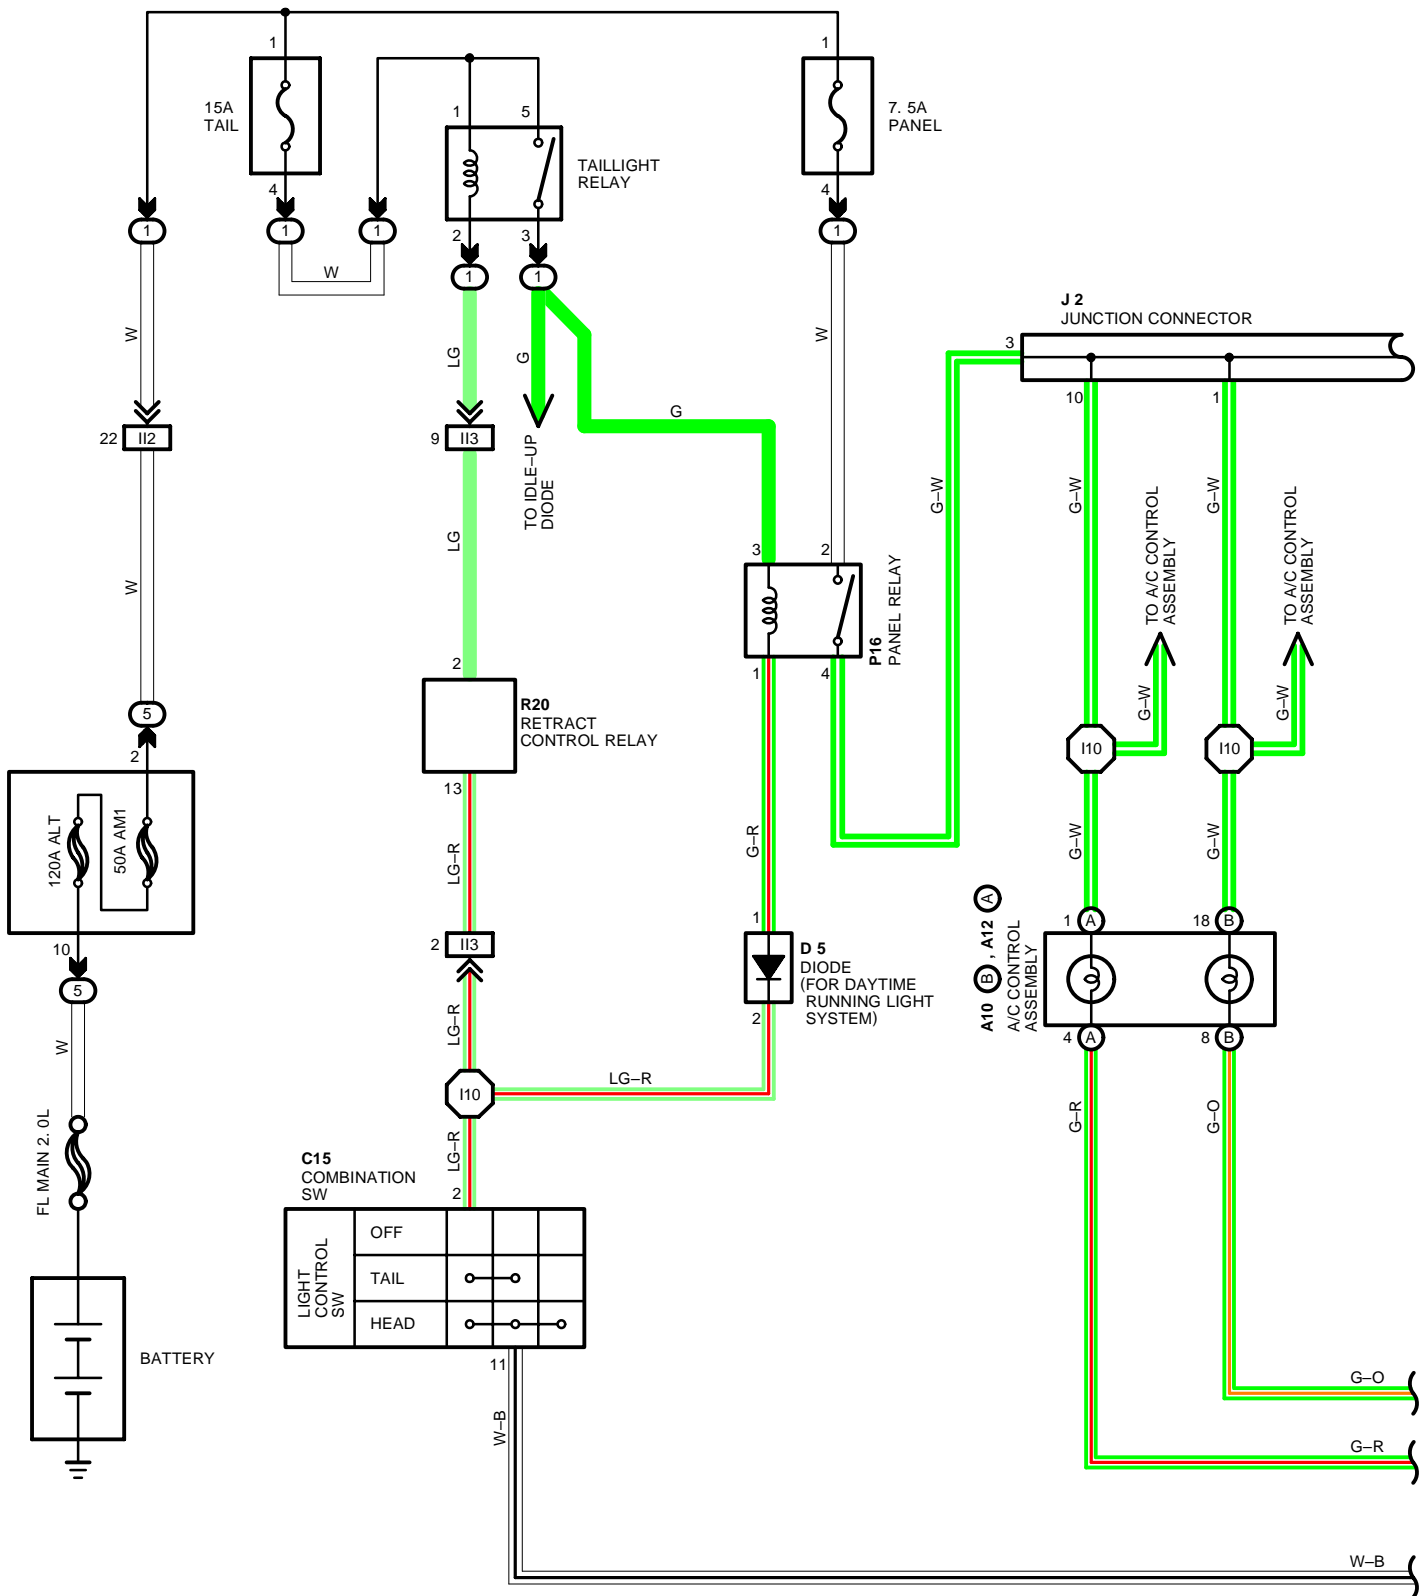 1
15A
TAIL
4
1
1
1
W
1
5
TAILLIGHT
RELAY
2
3
1
1
1
7. 5A
PANEL
4
1
W
W
LG
G
G
J 2
JUNCTION CONNECTOR
3
10
1
22
II2
9
II3
TO IDLE–UP
DIODE
W
LG
G–W
G–W
G–W
TO A/C CONTROL
ASSEMBLY
TO A/C CONTROL
ASSEMBLY
3
2
P16
PANEL RELAY
1
4
2
R20
RETRACT
CONTROL RELAY
13
5
2
G–W
G–W
I10
I10
120A ALT
50A AM1
LG–R
G–R
G–W
G–W
10
5
2
II3
1
D 5
DIODE
(FOR DAYTIME
RUNNING LIGHT
SYSTEM)
2
A10 B , A12 A
A/C CONTROL
ASSEMBLY
1
A
18
B
4
A
8
B
W
LG–R
I10
LG–R
G–R
G–O
FL MAIN 2. 0L
LG–R
C15
COMBINATION
SW
2
LIGHT
CONTROL
SW
OFF
TAIL
HEAD
11
BATTERY
W–B
G–O
G–R
W–B